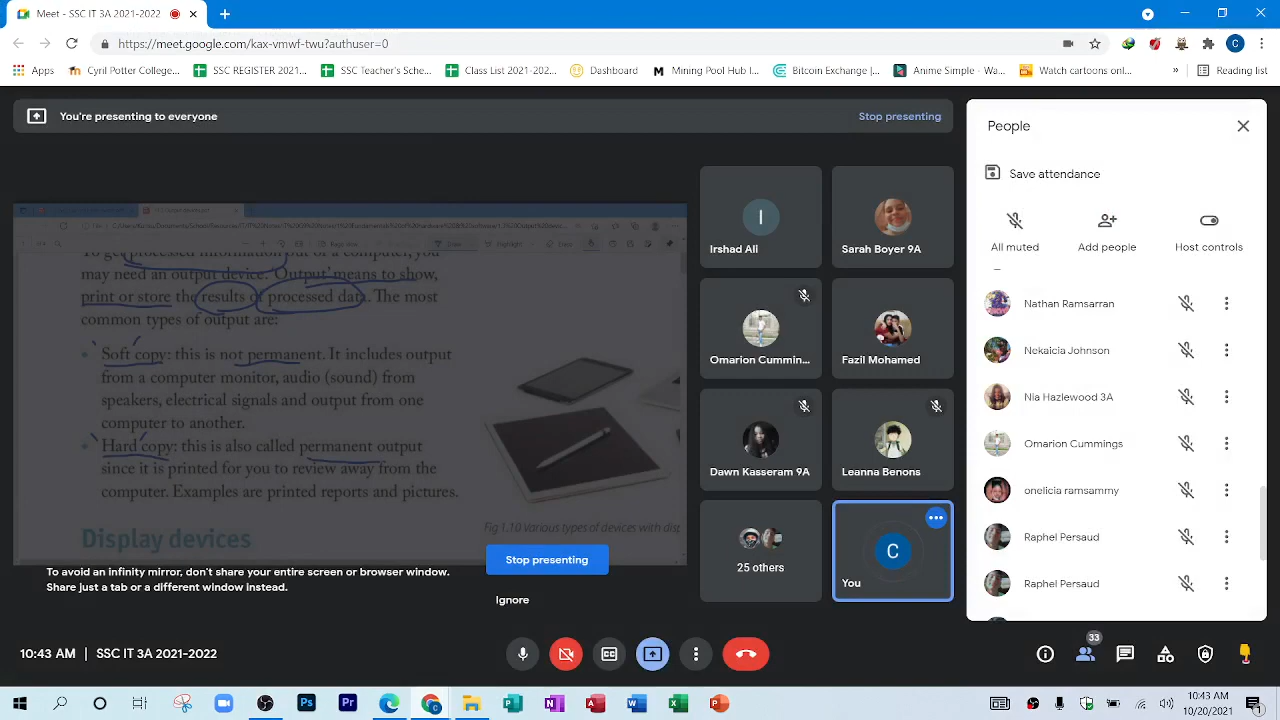 Meet - SSC IT 3A 2021-2022
https://meet.google.com/kax-vmwf-twu?authuser=0
Apps
Cyril Potter College...
SSC REGISTER 2021...
SSC Teacher's Sche...
Class List 2021-202...
Dashboard
Mining Pool Hub I...
Bitcoin Exchange |...
Anime Simple - Wa...
Watch cartoons onl...
»
Reading list
You're presenting to everyone
Stop presenting
may need an output device. 'Output' means to show,
print or store the results of processed data. The most
common types of output are:
Soft copy: this is not permanent. It includes output
from a computer monitor, audio (sound) from
speakers, electrical signals and output from one
computer to another.
Hard copy: this is also called permanent output
since it is printed for you to review away from the
computer. Examples are printed reports and pictures.
Display devices
Fig 1.10 Various types of devices with disp
To avoid an infinity mirror, don't share your entire screen or browser window.
Share just a tab or a different window instead.
Stop presenting
Ignore
I
Irshad Ali
Sarah Boyer 9A
Omarion Cummin...
Fazil Mohamed
Dawn Kasseram 9A
Leanna Benons
25 others
C
You
People
Save attendance
All muted
Add people
Host controls
Nathan Ramsarran
Nekaicia Johnson
Nia Hazlewood 3A
Omarion Cummings
onelicia ramsammy
Raphel Persaud
Raphel Persaud
10:43 AM | SSC IT 3A 2021-2022
33
10:43 AM
10/20/2021